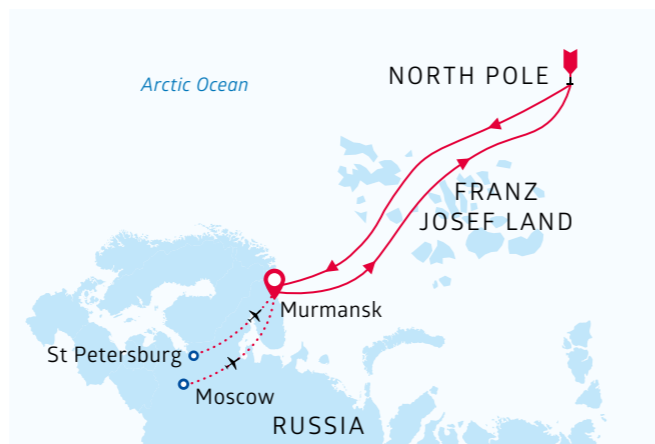 NORTH POLE
Arctic Ocean
FRANZ
JOSEF LAND
Murmansk
St Petersburg
Moscow
RUSSIA